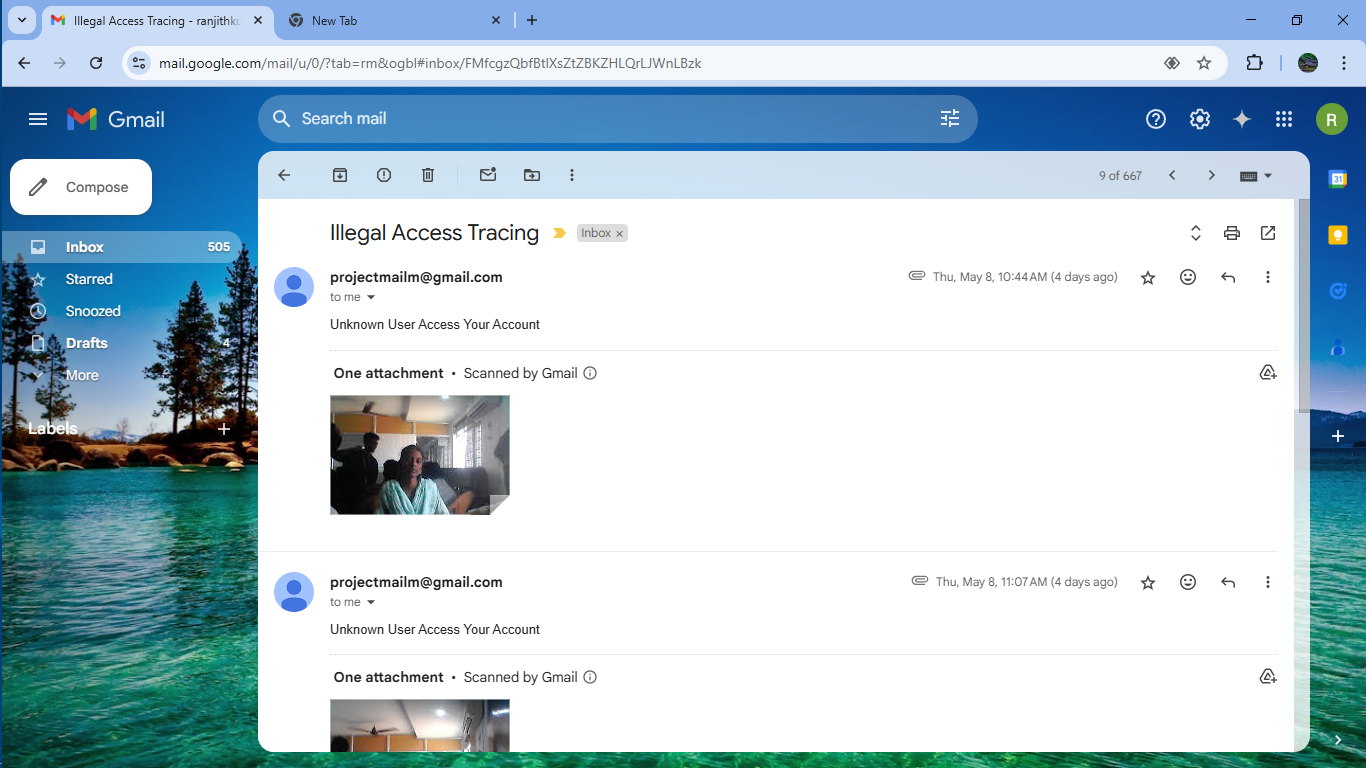 Illegal Access Tracing - ranjithku
New Tab
mail.google.com/mail/u/0/?tab=rm&ogbl#inbox/FMfcgzQbfBtlXsZtZBKZHLQrLJWnLBzk
Gmail
Search mail
R
Compose
9 of 667
31
Inbox 505
Starred
Snoozed
Drafts 4
More
Labels
Illegal Access Tracing
Inbox x
projectmailm@gmail.com
Thu, May 8, 10:44 AM (4 days ago)
to me
Unknown User Access Your Account
One attachment • Scanned by Gmail
projectmailm@gmail.com
Thu, May 8, 11:07 AM (4 days ago)
to me
Unknown User Access Your Account
One attachment • Scanned by Gmail